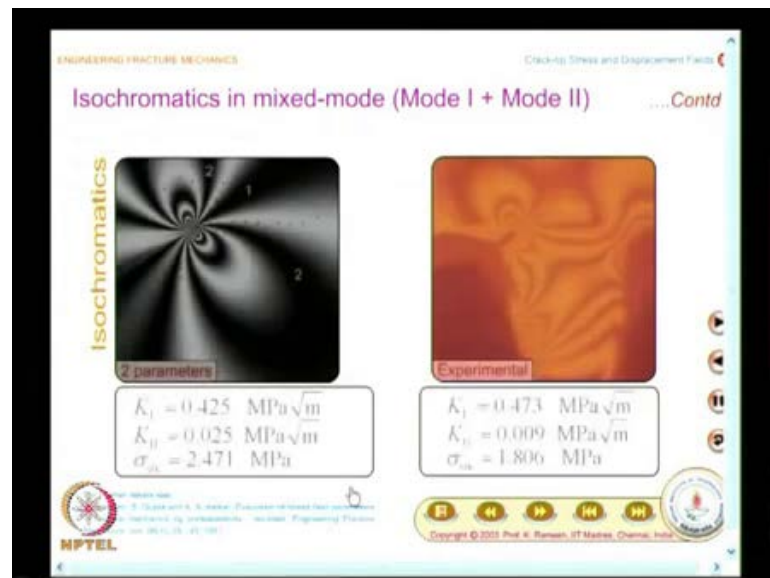 ENGINEERING FRACTURE MECHANICS
Crack-tip Stress and Displacement Fields
Isochromatics in mixed-mode (Mode I + Mode II)
....Contd
Isochromatics
2
1
2
2 parameters
Experimental
K_I = 0.425 MPa√m
K_II = 0.025 MPa√m
= 2.471 MPa
K_I = 0.473 MPa√m
K_II = 0.009 MPa√m
= 1.806 MPa
NPTEL
Copyright © 2003 Prof. K. Ramesh, IIT Madras, Chennai, India